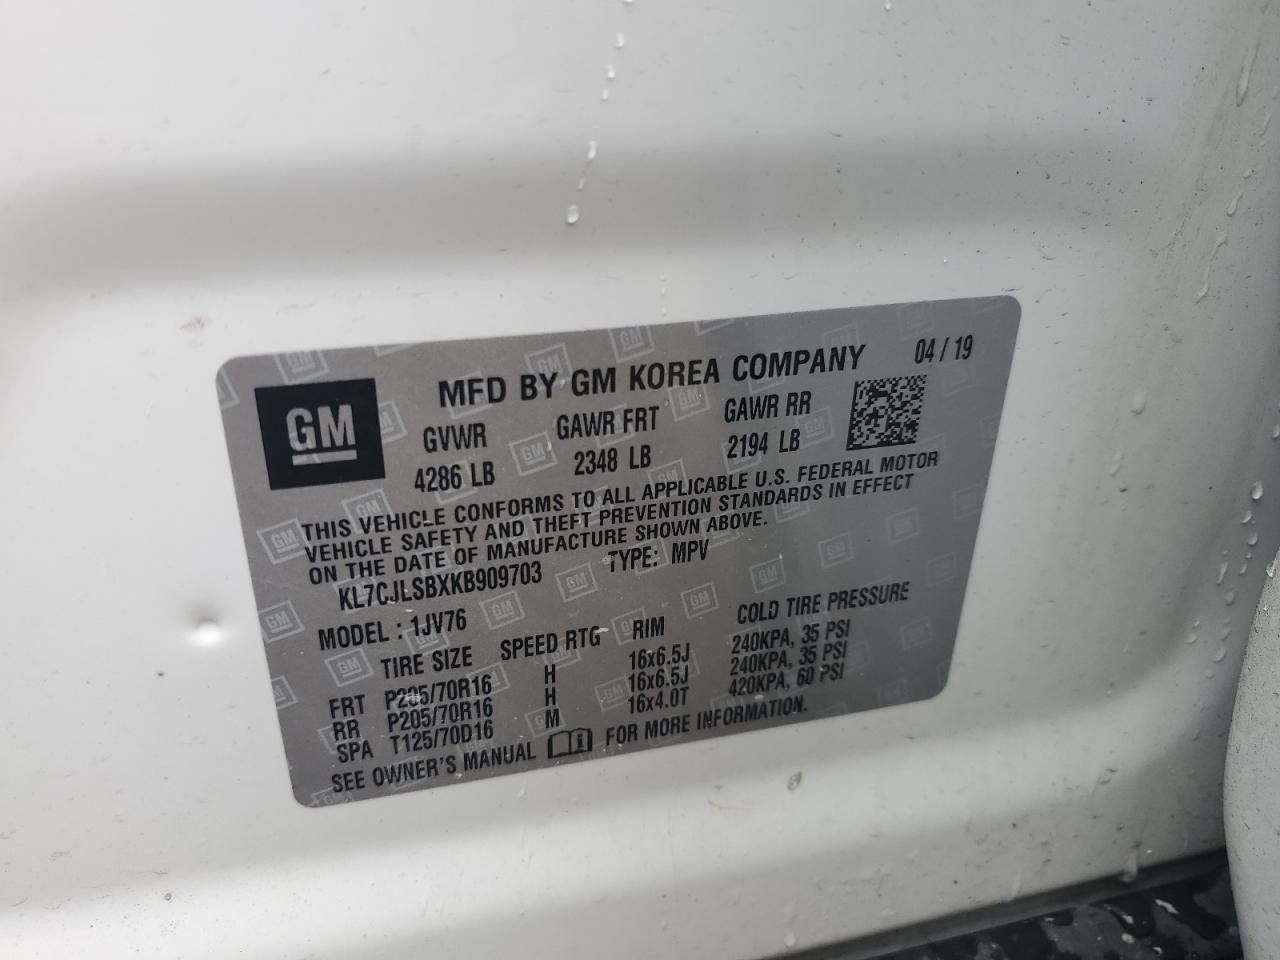 GM
MFD BY GM KOREA COMPANY 04 / 19
GVWR GAWR FRT GAWR RR
4286 LB 2348 LB 2194 LB
THIS VEHICLE CONFORMS TO ALL APPLICABLE U.S. FEDERAL MOTOR
VEHICLE SAFETY AND THEFT PREVENTION STANDARDS IN EFFECT
ON THE DATE OF MANUFACTURE SHOWN ABOVE.
KL7CJLSBXKB909703 TYPE: MPV
MODEL : 1JV76
TIRE SIZE SPEED RTG RIM COLD TIRE PRESSURE
FRT P205/70R16 H 16x6.5J 240KPA, 35 PSI
RR P205/70R16 H 16x6.5J 240KPA, 35 PSI
SPA T125/70D16 M 16x4.0T 420KPA, 60 PSI
SEE OWNER'S MANUAL FOR MORE INFORMATION.